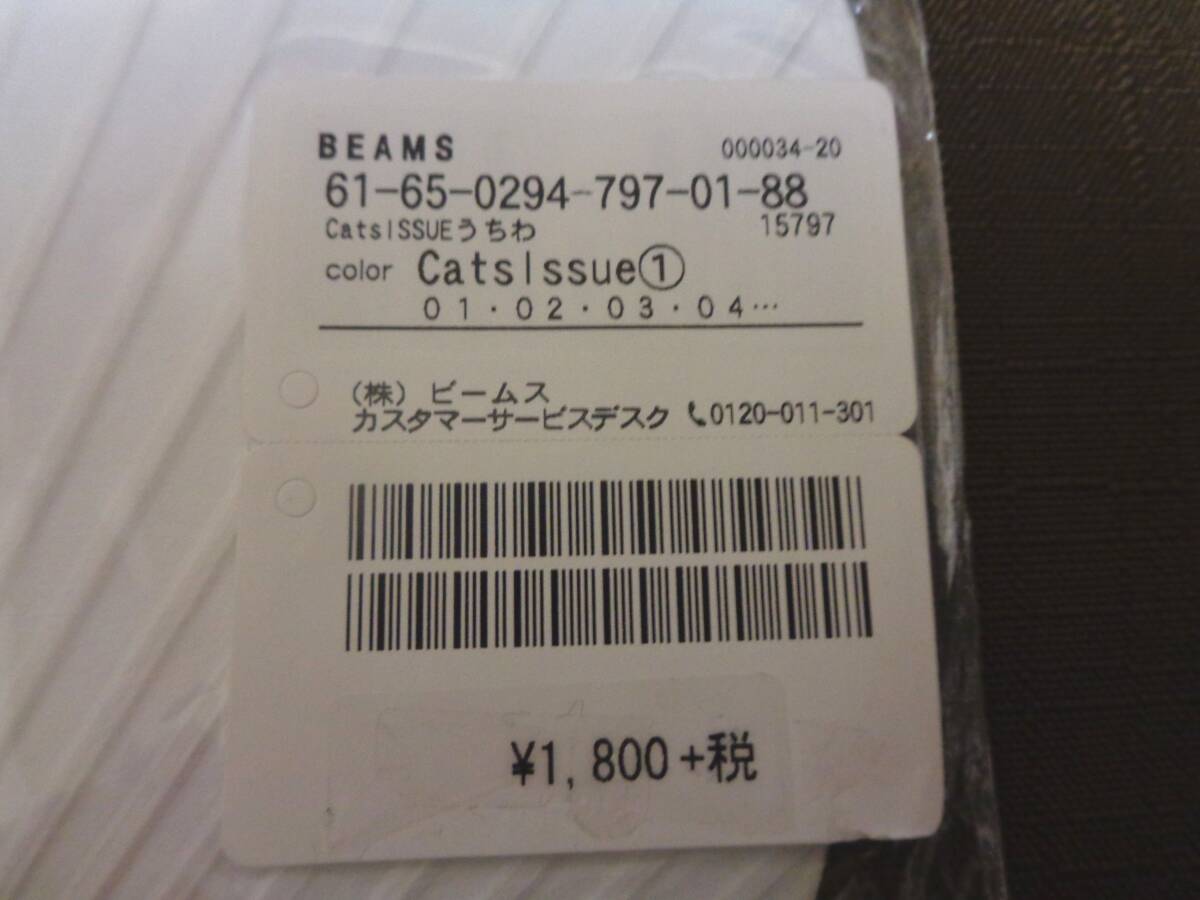 BEAMS 000034-20
61-65-0294-797-01-88
CatsISSUEうちわ 15797
color CatsIssue①
01・02・03・04…
(株)ビームス
カスタマーサービスデスク 0120-011-301
¥1,800+税